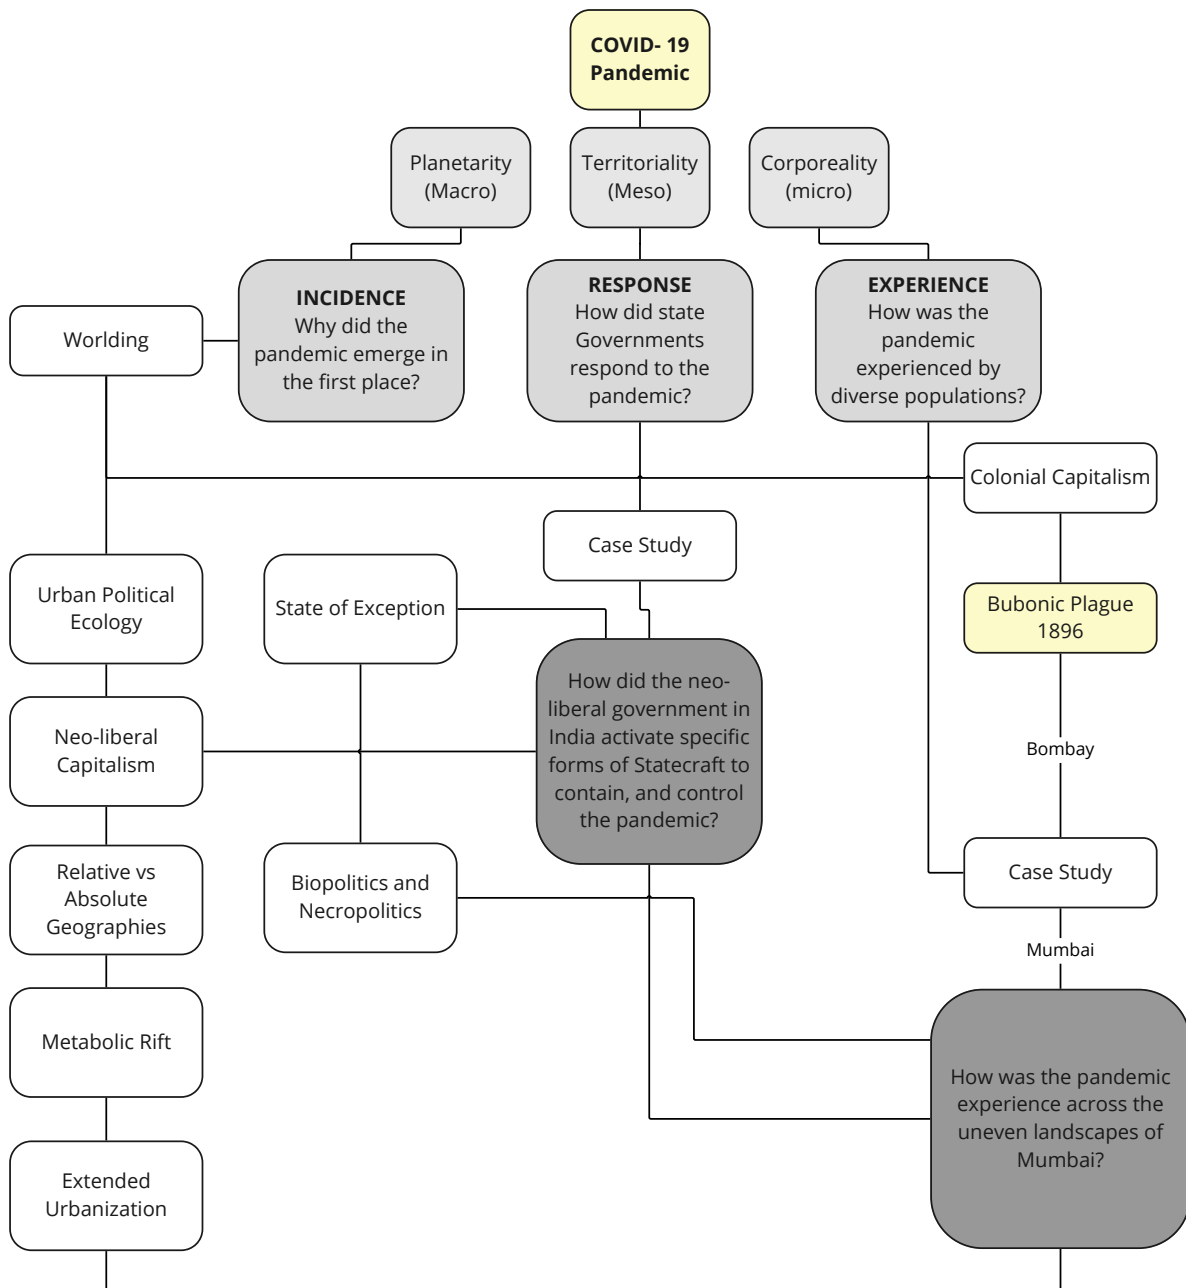 COVID- 19
Pandemic
Planetarity
(Macro)
Territoriality
(Meso)
Corporeality
(micro)
INCIDENCE
Why did the
pandemic emerge in
the first place?
RESPONSE
How did state
Governments
respond to the
pandemic?
EXPERIENCE
How was the
pandemic
experienced by
diverse populations?
Worlding
Colonial Capitalism
Case Study
Urban Political
Ecology
State of Exception
Bubonic Plague
1896
How did the neo-
liberal government in
India activate specific
forms of Statecraft to
contain, and control
the pandemic?
Neo-liberal
Capitalism
Bombay
Relative vs
Absolute
Geographies
Biopolitics and
Necropolitics
Case Study
Mumbai
Metabolic Rift
How was the pandemic
experience across the
uneven landscapes of
Mumbai?
Extended
Urbanization